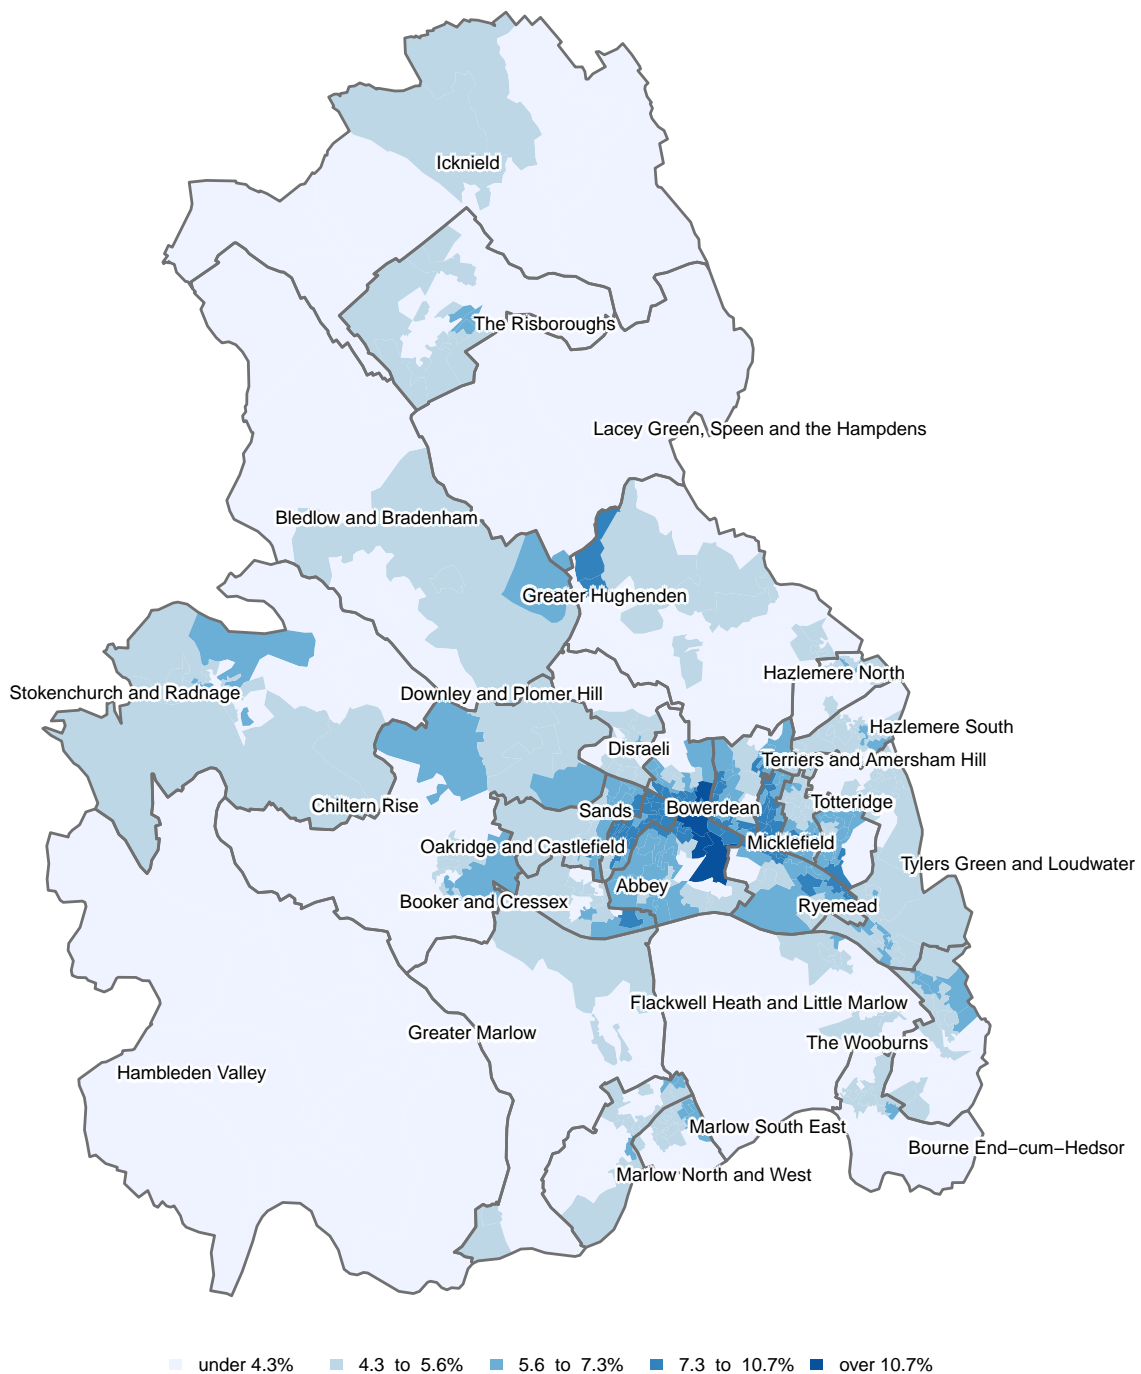 Icknield
The Risboroughs
Lacey Green, Speen and the Hampdens
Bledlow and Bradenham
Greater Hughenden
Hazlemere North
Stokenchurch and Radnage
Downley and Plomer Hill
Hazlemere South
Disraeli
Terriers and Amersham Hill
Chiltern Rise
Sands
Bowerdean
Totteridge
Oakridge and Castlefield
Micklefield
Tylers Green and Loudwater
Abbey
Booker and Cressex
Ryemead
Flackwell Heath and Little Marlow
Greater Marlow
The Wooburns
Hambleden Valley
Marlow South East
Bourne End−cum−Hedsor
Marlow North and West
under 4.3% 4.3 to 5.6% 5.6 to 7.3% 7.3 to 10.7% over 10.7%